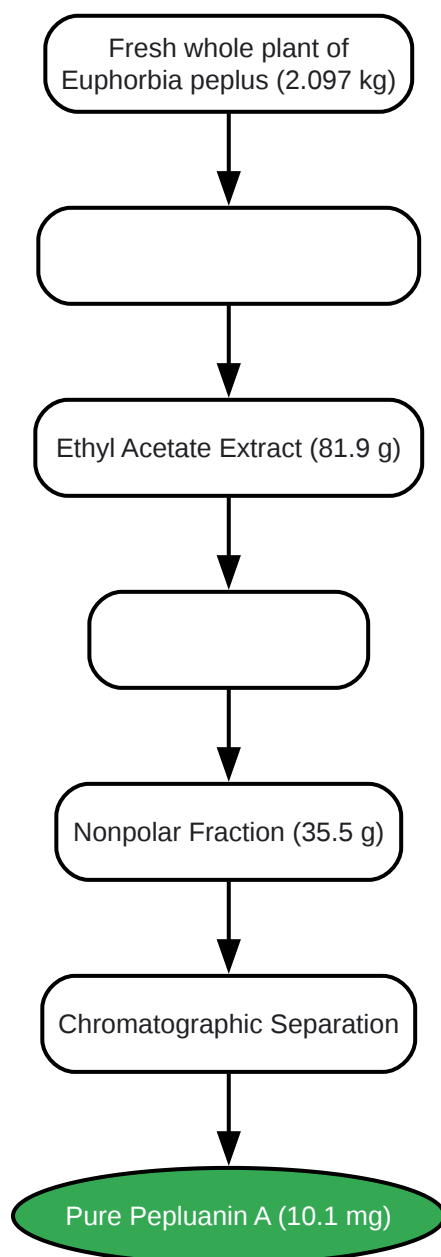 Fresh whole plant of
Euphorbia peplus (2.097 kg)
Ethyl Acetate Extract (81.9 g)
Nonpolar Fraction (35.5 g)
Chromatographic Separation
Pure Pepluanin A (10.1 mg)